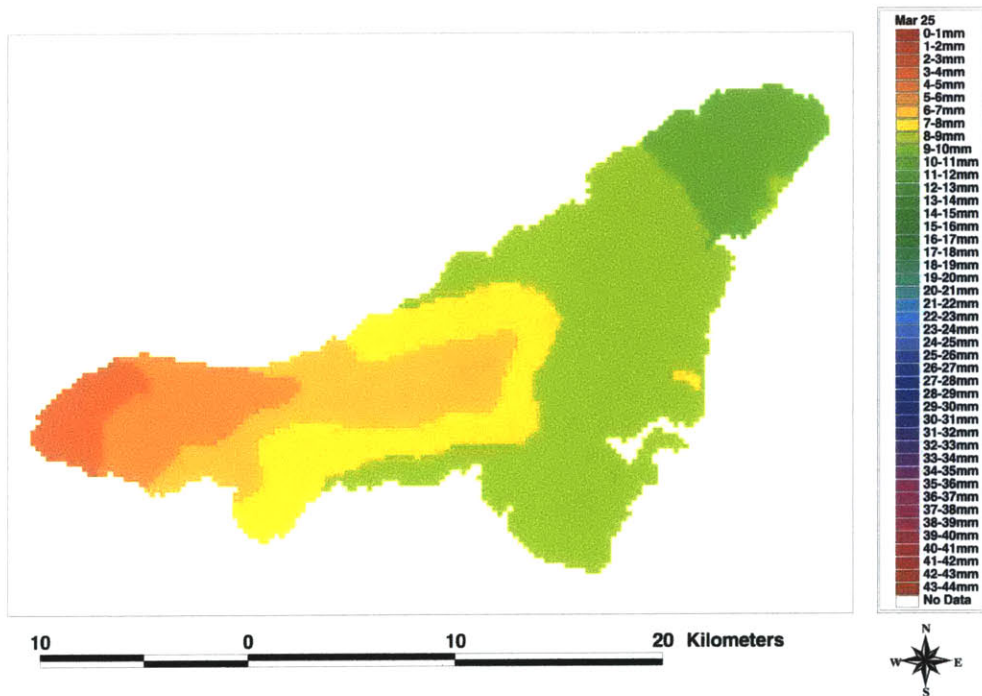 Mar 25
0-1mm
1-2mm
2-3mm
3-4mm
4-5mm
5-6mm
6-7mm
7-8mm
8-9mm
9-10mm
10-11mm
11-12mm
12-13mm
13-14mm
14-15mm
15-16mm
16-17mm
17-18mm
18-19mm
19-20mm
20-21mm
21-22mm
22-23mm
23-24mm
24-25mm
25-26mm
26-27mm
27-28mm
28-29mm
29-30mm
30-31mm
31-32mm
32-33mm
33-34mm
34-35mm
35-36mm
36-37mm
37-38mm
38-39mm
39-40mm
40-41mm
41-42mm
42-43mm
43-44mm
No Data
10 0 10 20 Kilometers
N
W E
S